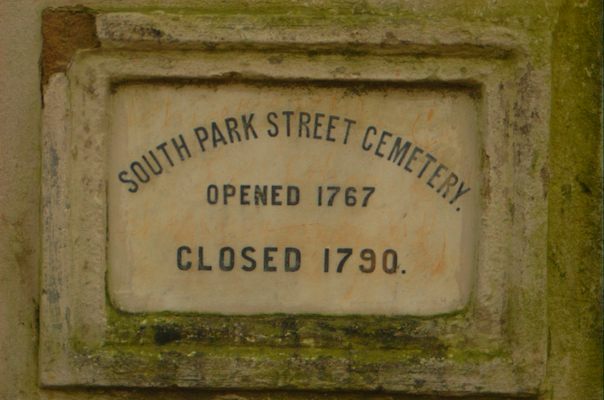 SOUTH PARK STREET CEMETERY.
OPENED 1767
CLOSED 1790.